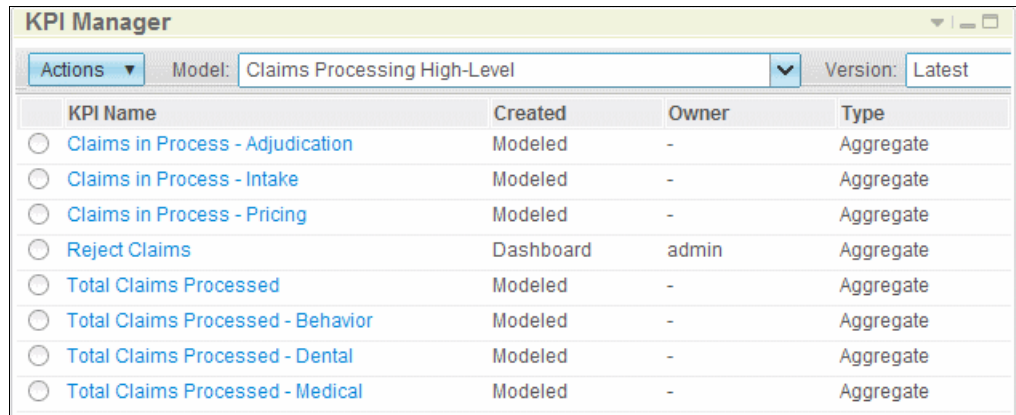 KPI Manager
Actions Model: Claims Processing High-Level Version: Latest
KPI Name Created Owner Type
Claims in Process - Adjudication Modeled - Aggregate
Claims in Process - Intake Modeled - Aggregate
Claims in Process - Pricing Modeled - Aggregate
Reject Claims Dashboard admin Aggregate
Total Claims Processed Modeled - Aggregate
Total Claims Processed - Behavior Modeled - Aggregate
Total Claims Processed - Dental Modeled - Aggregate
Total Claims Processed - Medical Modeled - Aggregate